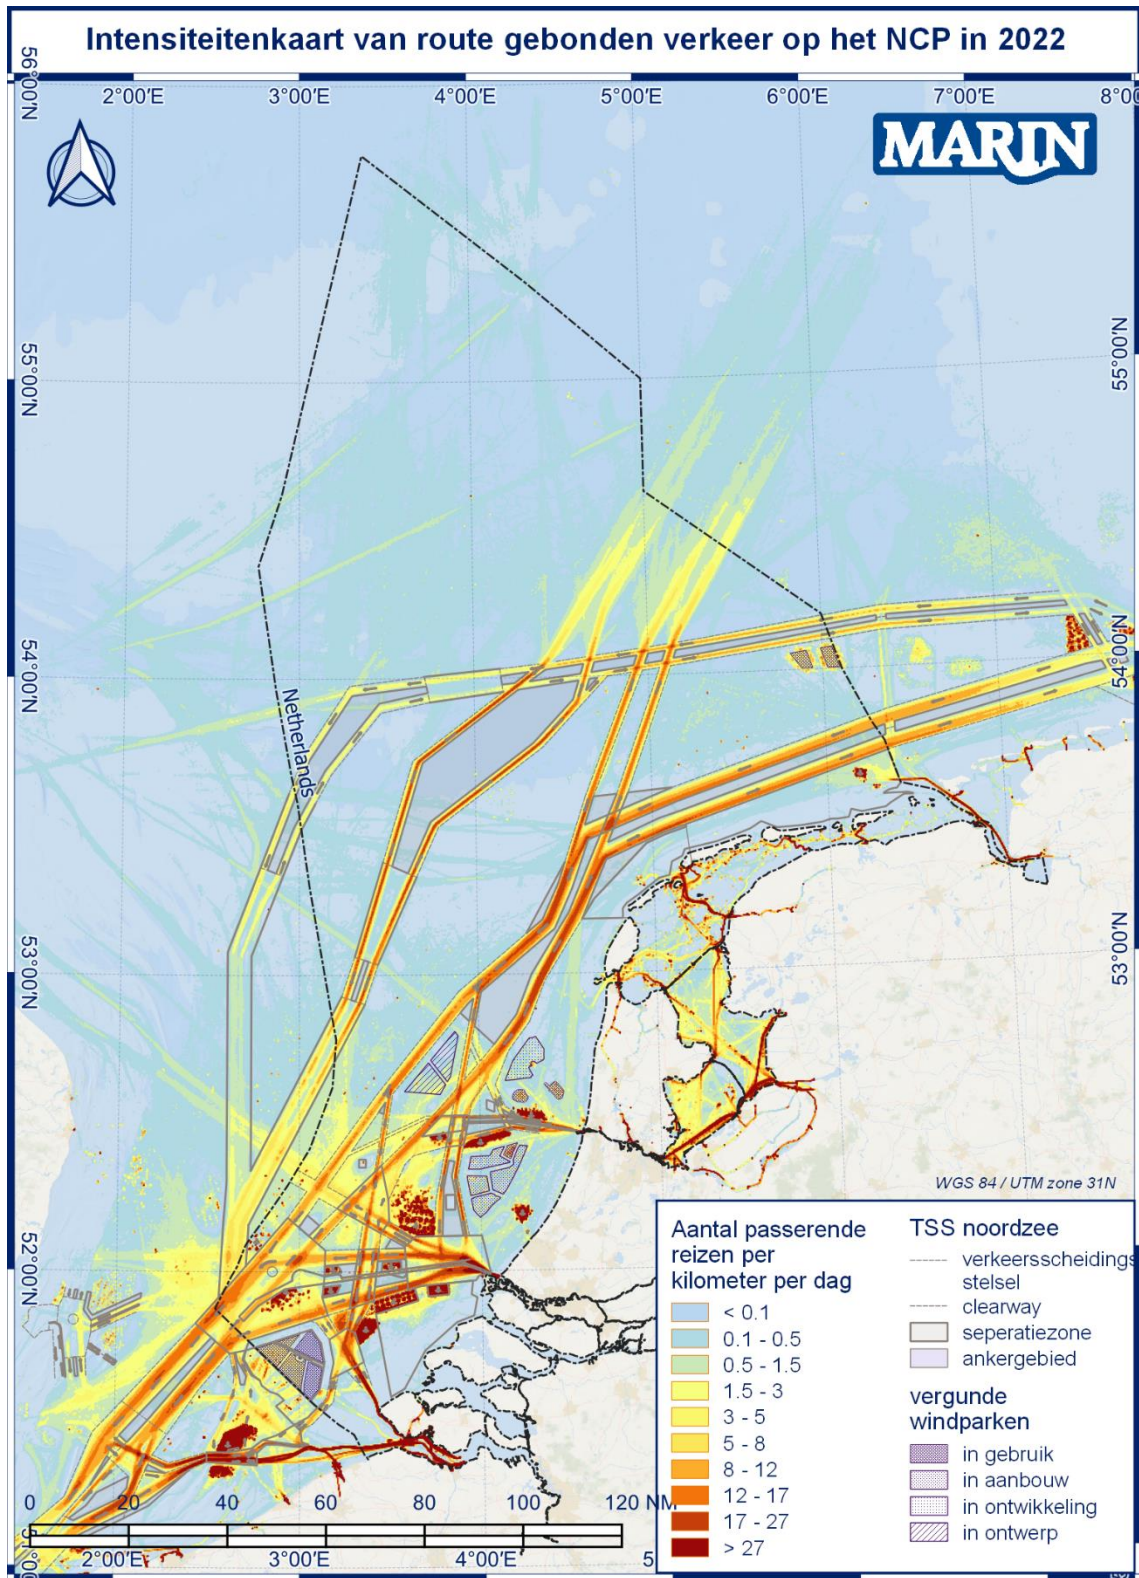 Intensiteitenkaart van route gebonden verkeer op het NCP in 2022
2°00'E 3°00'E 4°00'E 5°00'E 6°00'E 7°00'E 8°0
56°00'N
MARIN
55°00'N
55°00'N
54°00'N
54°00'N
Netherlands
53°00'N
53°00'N
52°00'N
WGS 84 / UTM zone 31N
Aantal passerende
reizen per
kilometer per dag
< 0.1
0.1 - 0.5
0.5 - 1.5
1.5 - 3
3 - 5
5 - 8
8 - 12
12 - 17
17 - 27
> 27
TSS noordzee
verkeersscheidings
stelsel
clearway
seperatiezone
ankergebied
vergunde
windparken
in gebruik
in aanbouw
in ontwikkeling
in ontwerp
0 20 40 60 80 100 120 NM
2°00'E 3°00'E 4°00'E 5